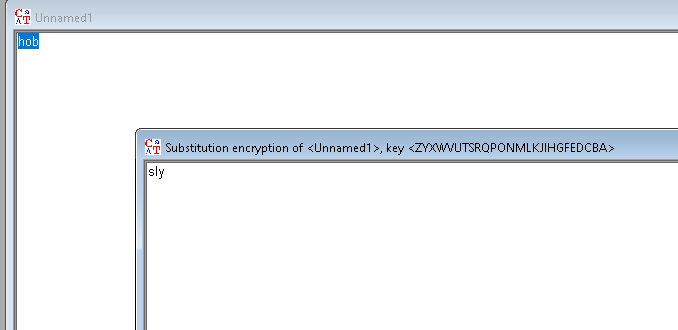 Unnamed1
hob
Substitution encryption of <Unnamed1>, key <ZYXWVUTSRQPONMLKJIHGFEDCBA>
sly